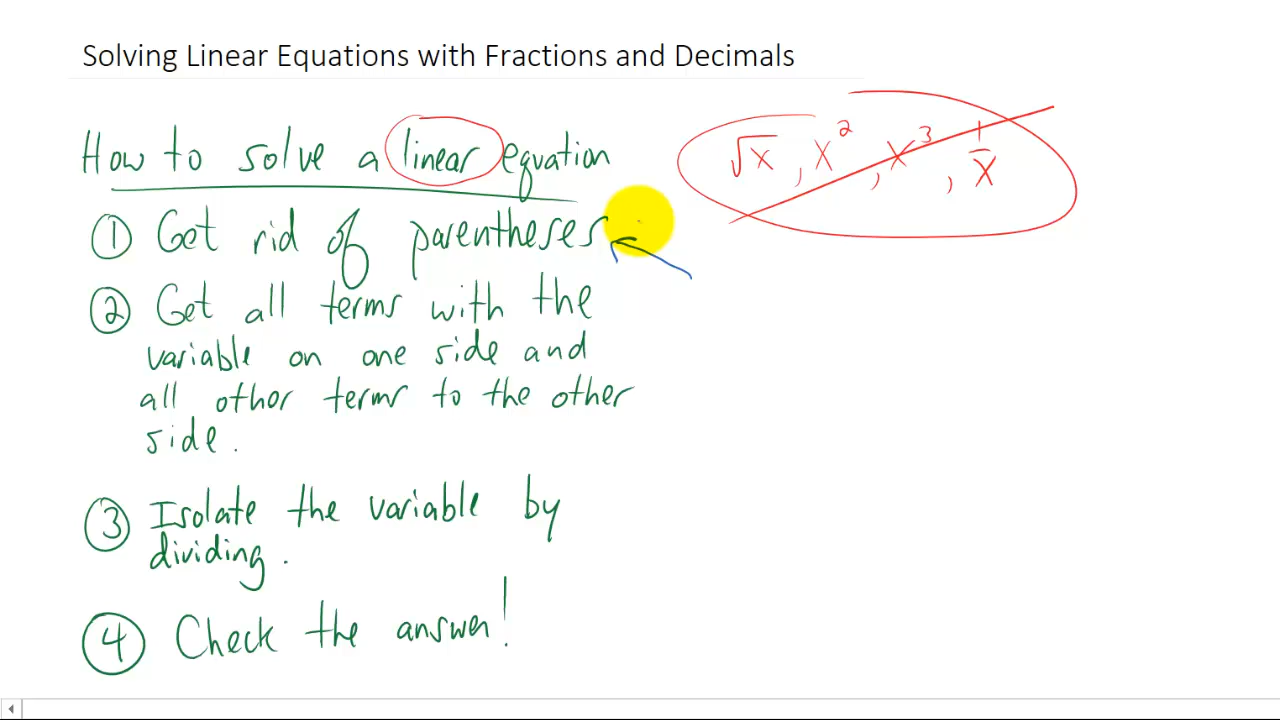 Solving Linear Equations with Fractions and Decimals
How to solve a linear equation
√x , x² , x³ , 1/x
① Get rid of parentheses
② Get all terms with the
variable on one side and
all other terms to the other
side.
③ Isolate the variable by
dividing.
④ Check the answer!